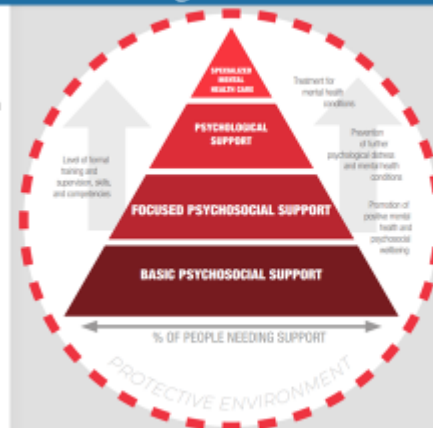 SPECIALIZED
MENTAL
HEALTH CARE
PSYCHOLOGICAL
SUPPORT
FOCUSED PSYCHOSOCIAL SUPPORT
BASIC PSYCHOSOCIAL SUPPORT
Level of formal
training and
supervision, skills,
and competencies
Treatment for
mental health
conditions
Prevention
of further
psychological distress
and mental health
conditions
Promotion of
positive mental
health and
psychosocial
wellbeing
% OF PEOPLE NEEDING SUPPORT
PROTECTIVE ENVIRONMENT